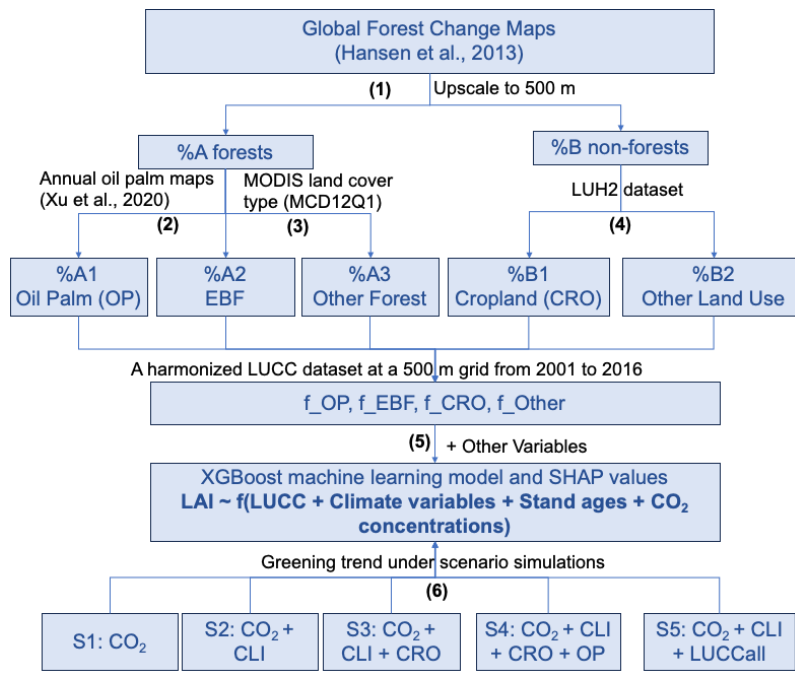 Global Forest Change Maps
(Hansen et al., 2013)
(1)
Upscale to 500 m
%A forests
%B non-forests
Annual oil palm maps
(Xu et al., 2020)
MODIS land cover
type (MCD12Q1)
LUH2 dataset
(2)
(3)
(4)
%A1
Oil Palm (OP)
%A2
EBF
%A3
Other Forest
%B1
Cropland (CRO)
%B2
Other Land Use
A harmonized LUCC dataset at a 500 m grid from 2001 to 2016
f_OP, f_EBF, f_CRO, f_Other
(5)
+ Other Variables
XGBoost machine learning model and SHAP values
LAI ~ f(LUCC + Climate variables + Stand ages + CO₂
concentrations)
Greening trend under scenario simulations
(6)
S1: CO₂
S2: CO₂ +
CLI
S3: CO₂ +
CLI + CRO
S4: CO₂ + CLI
+ CRO + OP
S5: CO₂ + CLI
+ LUCCall